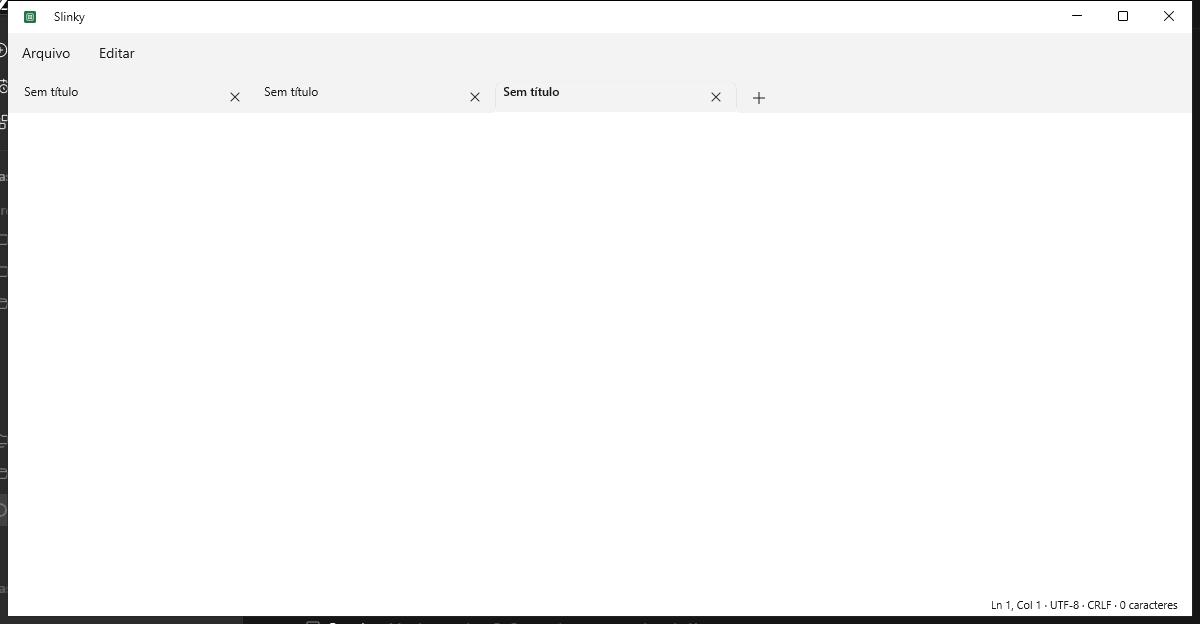 Slinky
Arquivo Editar
Sem título Sem título Sem título
Ln 1, Col 1 · UTF-8 · CRLF · 0 caracteres